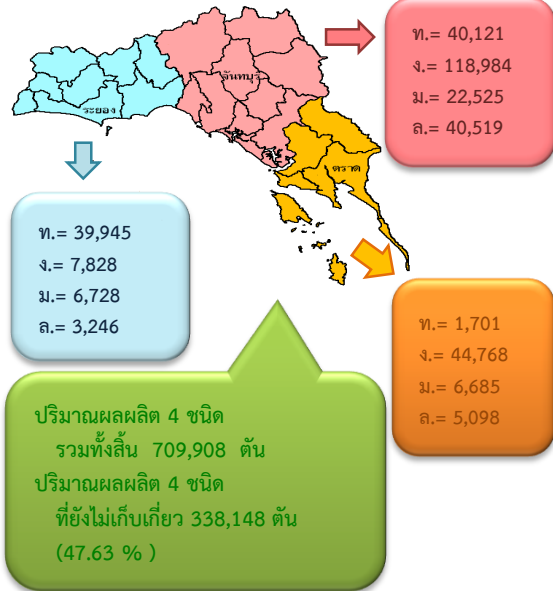 ท.= 40,121
ง.= 118,984
ม.= 22,525
ล.= 40,519
จันทบุรี
ระยอง
ตราด
ท.= 39,945
ง.= 7,828
ม.= 6,728
ล.= 3,246
ท.= 1,701
ง.= 44,768
ม.= 6,685
ล.= 5,098
ปริมาณผลผลิต 4 ชนิด
รวมทั้งสิ้น 709,908 ตัน
ปริมาณผลผลิต 4 ชนิด
ที่ยังไม่เก็บเกี่ยว 338,148 ตัน
(47.63 % )